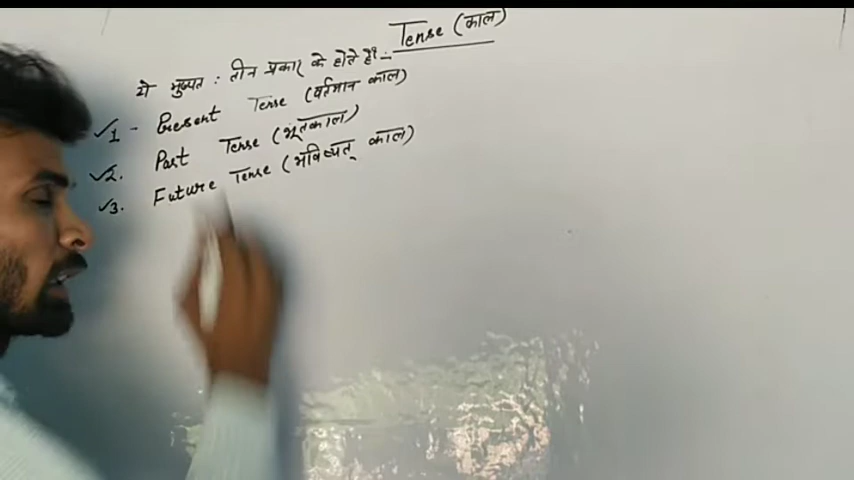 Tense (काल)
ये मुख्यत : तीन प्रकार के होते हैं:-
✓1- Present Tense (वर्तमान काल)
✓2. Past Tense (भूतकाल)
✓3. Future Tense (भविष्यत् काल)